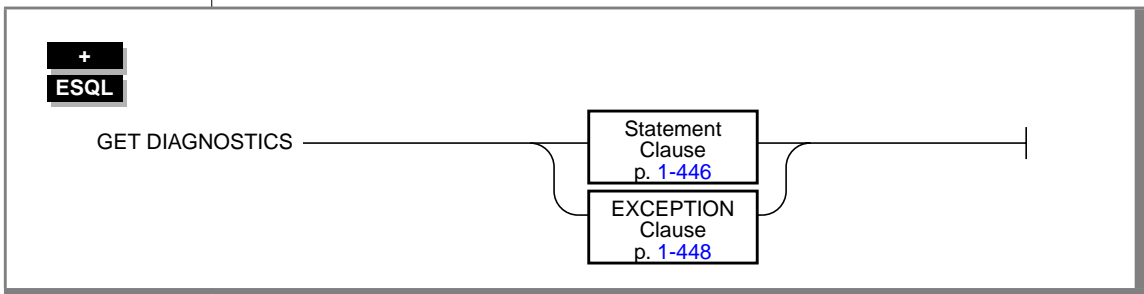 +
ESQL
GET DIAGNOSTICS
Statement
Clause
p. 1-446
EXCEPTION
Clause
p. 1-448